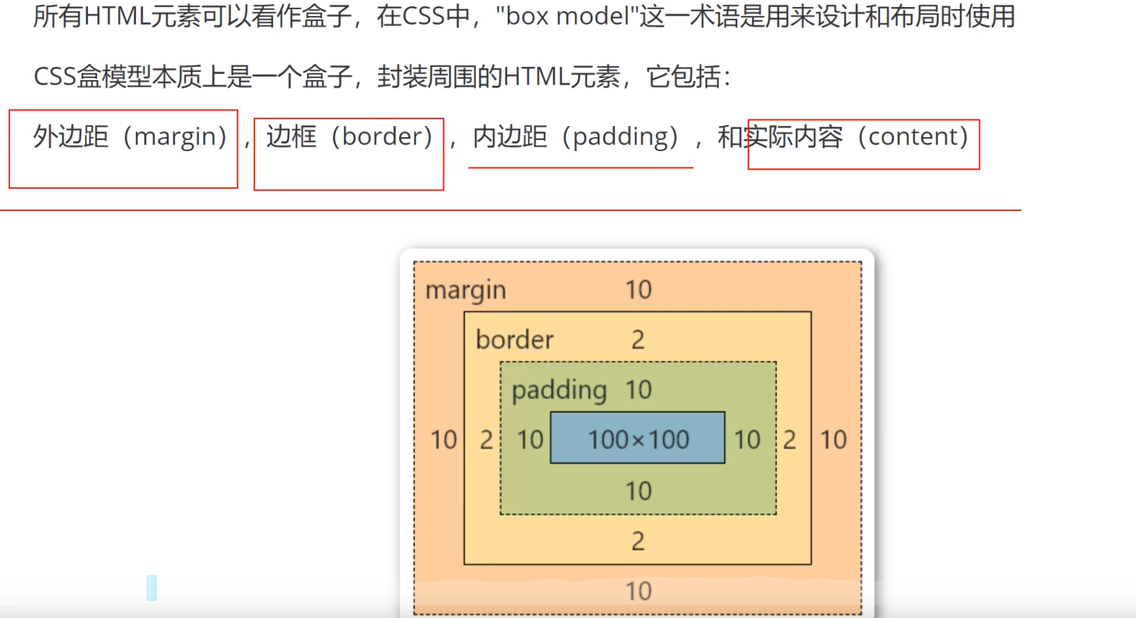 所有HTML元素可以看作盒子，在CSS中，"box model"这一术语是用来设计和布局时使用
CSS盒模型本质上是一个盒子，封装周围的HTML元素，它包括：
外边距（margin），边框（border），内边距（padding），和实际内容（content）
margin 10
border 2
padding 10
10 2 10 100×100 10 2 10
10
2
10